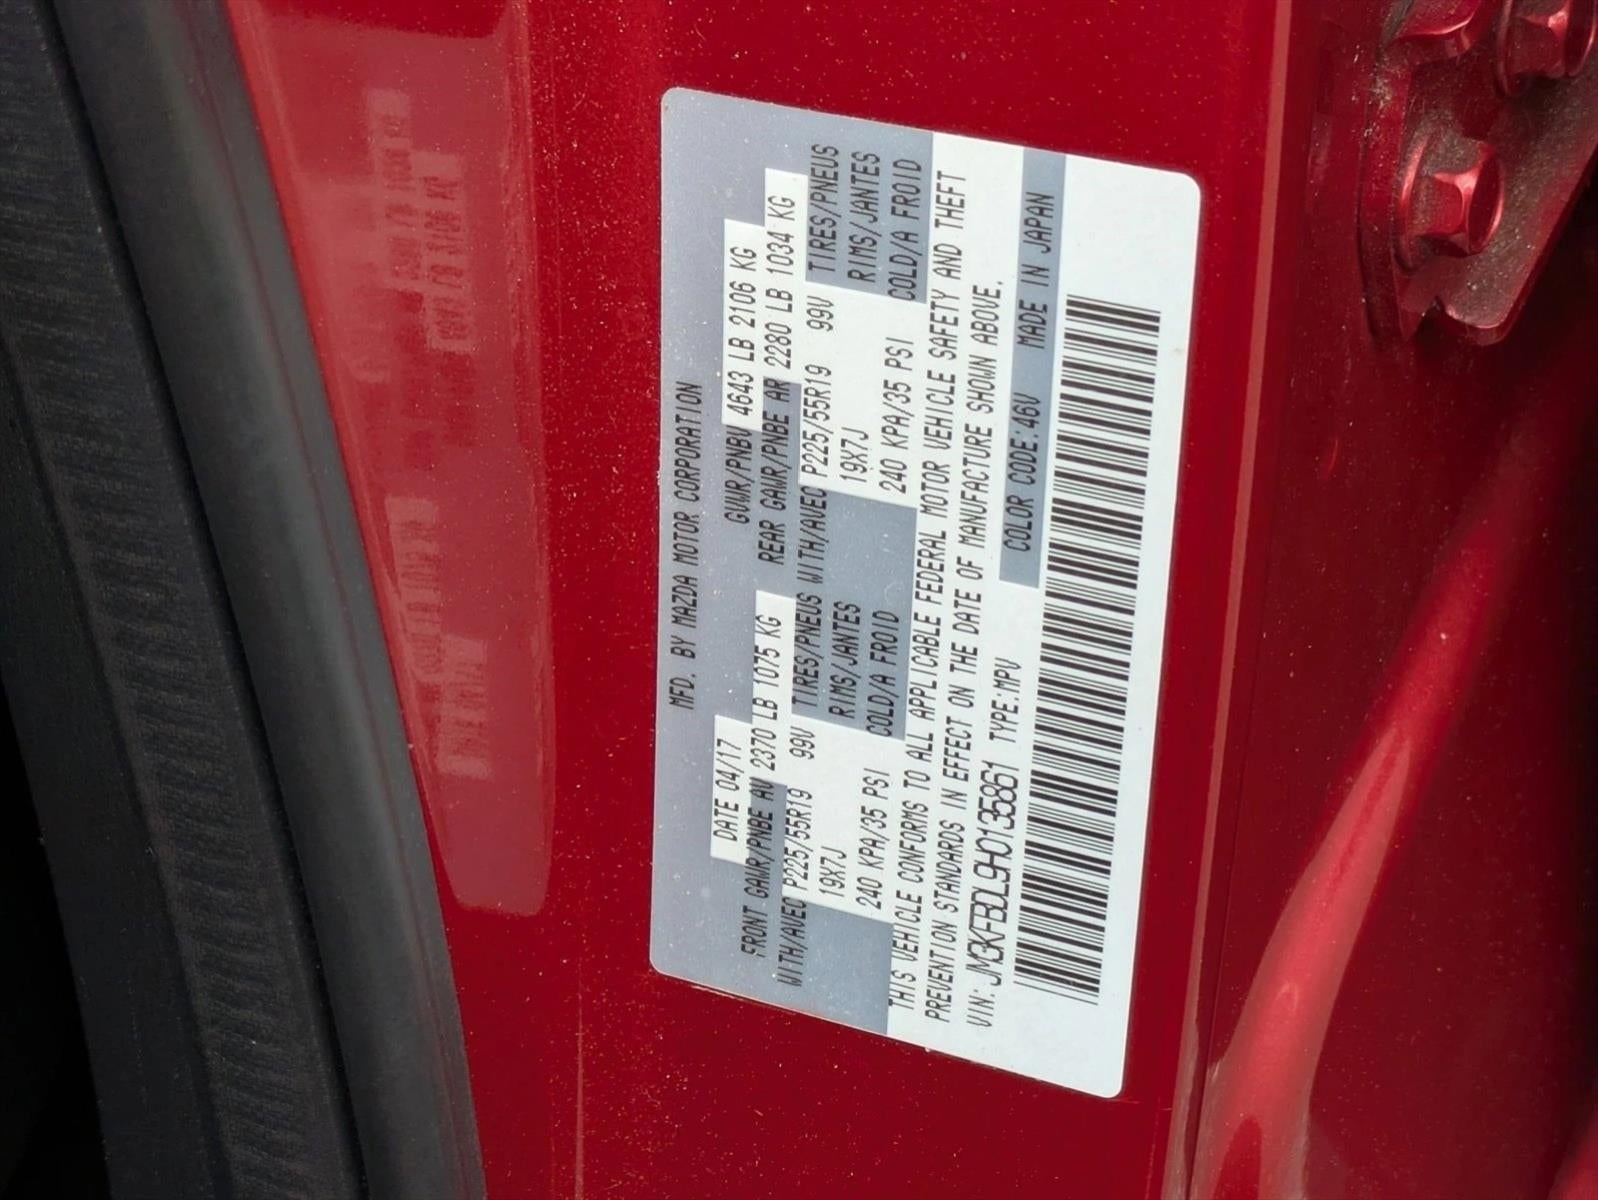 MFD. BY MAZDA MOTOR CORPORATION
DATE 04/17 GVWR/PNBV 4643 LB 2106 KG
FRONT GAWR/PNBE AV 2370 LB 1075 KG REAR GAWR/PNBE AR 2280 LB 1034 KG
WITH/AVEC P225/55R19 99V TIRES/PNEUS WITH/AVEC P225/55R19 99V TIRES/PNEUS
19X7J RIMS/JANTES 19X7J RIMS/JANTES
240 KPA/35 PSI COLD/A FROID 240 KPA/35 PSI COLD/A FROID
THIS VEHICLE CONFORMS TO ALL APPLICABLE FEDERAL MOTOR VEHICLE SAFETY AND THEFT
PREVENTION STANDARDS IN EFFECT ON THE DATE OF MANUFACTURE SHOWN ABOVE.
VIN: JM3KFBDL9H0135861 TYPE:MPV COLOR CODE:46V MADE IN JAPAN